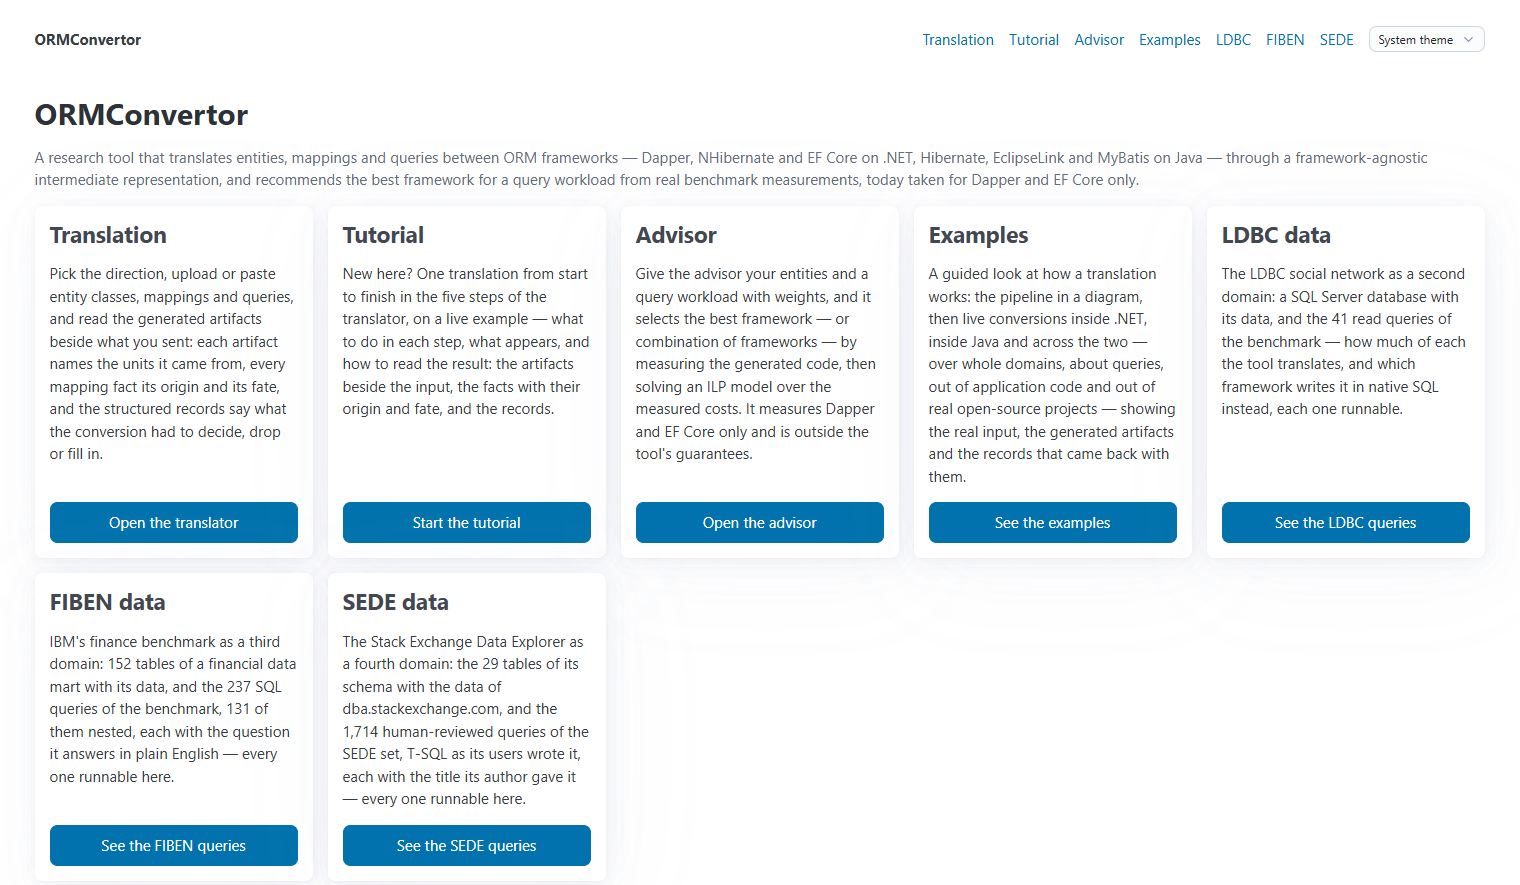 ORMConvertor
Translation Tutorial Advisor Examples LDBC FIBEN SEDE System theme
ORMConvertor
A research tool that translates entities, mappings and queries between ORM frameworks — Dapper, NHibernate and EF Core on .NET, Hibernate, EclipseLink and MyBatis on Java — through a framework-agnostic
intermediate representation, and recommends the best framework for a query workload from real benchmark measurements, today taken for Dapper and EF Core only.
Translation
Pick the direction, upload or paste
entity classes, mappings and queries,
and read the generated artifacts
beside what you sent: each artifact
names the units it came from, every
mapping fact its origin and its fate,
and the structured records say what
the conversion had to decide, drop
or fill in.
Open the translator
Tutorial
New here? One translation from start
to finish in the five steps of the
translator, on a live example — what
to do in each step, what appears, and
how to read the result: the artifacts
beside the input, the facts with their
origin and fate, and the records.
Start the tutorial
Advisor
Give the advisor your entities and a
query workload with weights, and it
selects the best framework — or
combination of frameworks — by
measuring the generated code, then
solving an ILP model over the
measured costs. It measures Dapper
and EF Core only and is outside the
tool's guarantees.
Open the advisor
Examples
A guided look at how a translation
works: the pipeline in a diagram,
then live conversions inside .NET,
inside Java and across the two —
over whole domains, about queries,
out of application code and out of
real open-source projects — showing
the real input, the generated artifacts
and the records that came back with
them.
See the examples
LDBC data
The LDBC social network as a second
domain: a SQL Server database with
its data, and the 41 read queries of
the benchmark — how much of each
the tool translates, and which
framework writes it in native SQL
instead, each one runnable.
See the LDBC queries
FIBEN data
IBM's finance benchmark as a third
domain: 152 tables of a financial data
mart with its data, and the 237 SQL
queries of the benchmark, 131 of
them nested, each with the question
it answers in plain English — every
one runnable here.
See the FIBEN queries
SEDE data
The Stack Exchange Data Explorer as
a fourth domain: the 29 tables of its
schema with the data of
dba.stackexchange.com, and the
1,714 human-reviewed queries of the
SEDE set, T-SQL as its users wrote it,
each with the title its author gave it
— every one runnable here.
See the SEDE queries